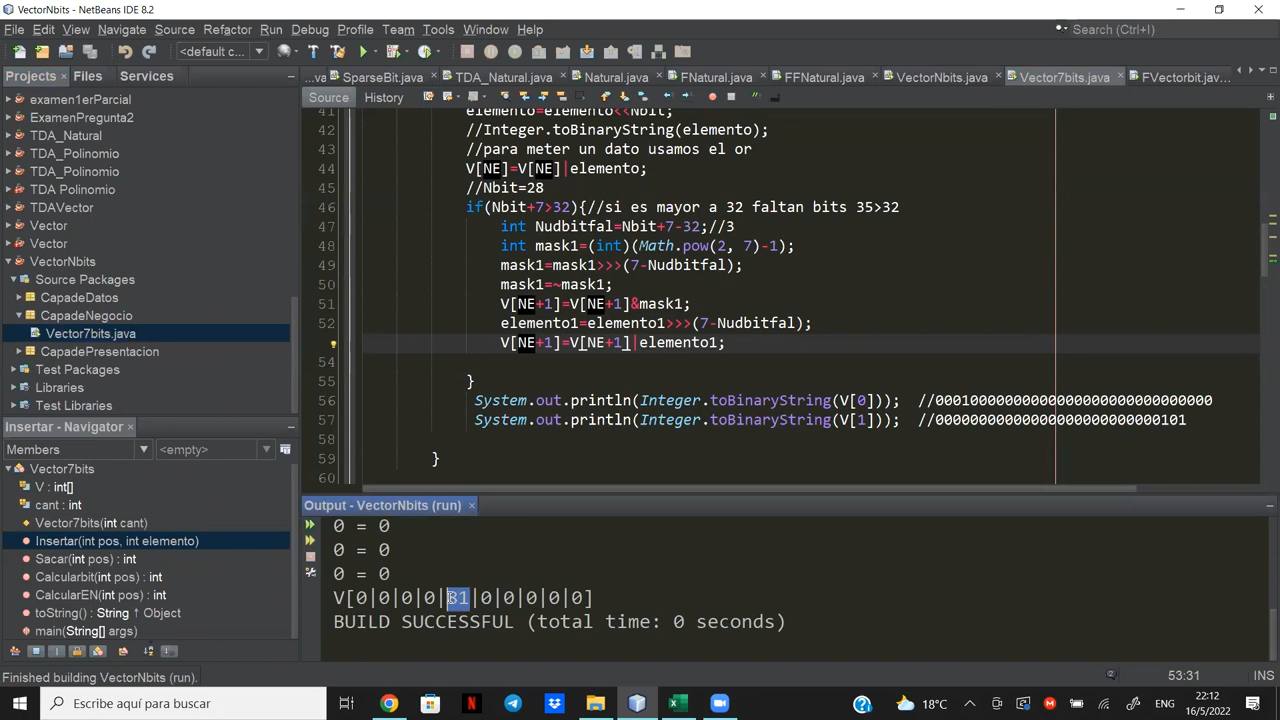 VectorNbits - NetBeans IDE 8.2
File Edit View Navigate Source Refactor Run Debug Profile Team Tools Window Help
Search (Ctrl+I)
<default c...
Projects Files Services
...va SparseBit.java TDA_Natural.java Natural.java FNatural.java FFNatural.java VectorNbits.java Vector7bits.java FVectorbit.java...
Source History
examen1erParcial
ExamenPregunta2
TDA_Natural
TDA_Polinomio
TDA Polinomio
TDAVector
Vector
Vector
VectorNbits
Source Packages
CapadeDatos
CapadeNegocio
Vector7bits.java
CapadePresentacion
Test Packages
Libraries
Test Libraries
41 elemento=elemento<<Nbit;
42 //Integer.toBinaryString(elemento);
43 //para meter un dato usamos el or
44 V[NE]=V[NE]|elemento;
45 //Nbit=28
46 if(Nbit+7>32){//si es mayor a 32 faltan bits 35>32
47 int Nudbitfal=Nbit+7-32;//3
48 int mask1=(int)(Math.pow(2, 7)-1);
49 mask1=mask1>>>(7-Nudbitfal);
50 mask1=~mask1;
51 V[NE+1]=V[NE+1]&mask1;
52 elemento1=elemento1>>>(7-Nudbitfal);
V[NE+1]=V[NE+1]|elemento1;
54
55 }
56 System.out.println(Integer.toBinaryString(V[0]));
57 System.out.println(Integer.toBinaryString(V[1]));
58
59 }
60
Insertar - Navigator
Members <empty>
Vector7bits
V : int[]
cant : int
Vector7bits(int cant)
Insertar(int pos, int elemento)
Sacar(int pos) : int
Calcularbit(int pos) : int
CalcularEN(int pos) : int
toString() : String ↑ Object
main(String[] args)
Output - VectorNbits (run)
0 = 0
0 = 0
0 = 0
V[0|0|0|0|81|0|0|0|0|0]
BUILD SUCCESSFUL (total time: 0 seconds)
Finished building VectorNbits (run).
53:31 INS
Escribe aquí para buscar
18°C
ENG
22:12
16/5/2022